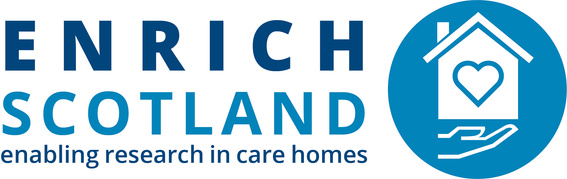 ENRICH
SCOTLAND
enabling research in care homes